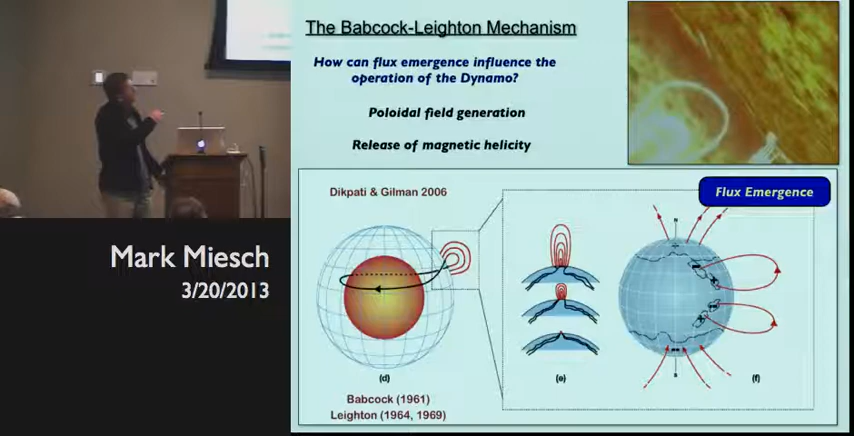 The Babcock-Leighton Mechanism
How can flux emergence influence the
operation of the Dynamo?
Poloidal field generation
Release of magnetic helicity
Dikpati & Gilman 2006
Flux Emergence
N
S
(d)
(e)
(f)
Babcock (1961)
Leighton (1964, 1969)
Mark Miesch
3/20/2013